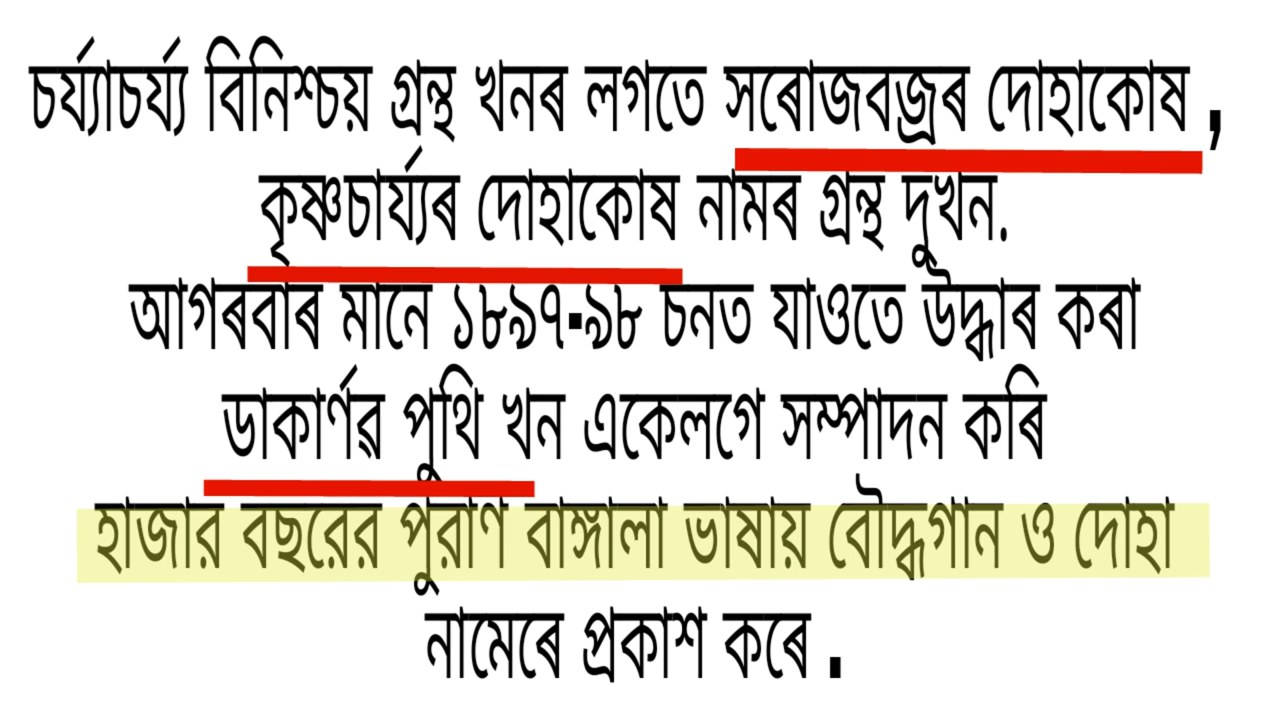 চৰ্য্যাচৰ্য্য বিনিশ্চয় গ্ৰন্থ খনৰ লগতে সৰোজবজ্ৰৰ দোহাকোষ ,
কৃষ্ণচাৰ্য্যৰ দোহাকোষ নামৰ গ্ৰন্থ দুখন.
আগৰবাৰ মানে ১৮৯৭-৯৮ চনত যাওতে উদ্ধাৰ কৰা
ডাকাৰ্ণৱ পুথি খন একেলগে সম্পাদন কৰি
হাজার বছরের পুরাণ বাঙ্গালা ভাষায় বৌদ্ধগান ও দোহা
নামেৰে প্ৰকাশ কৰে .